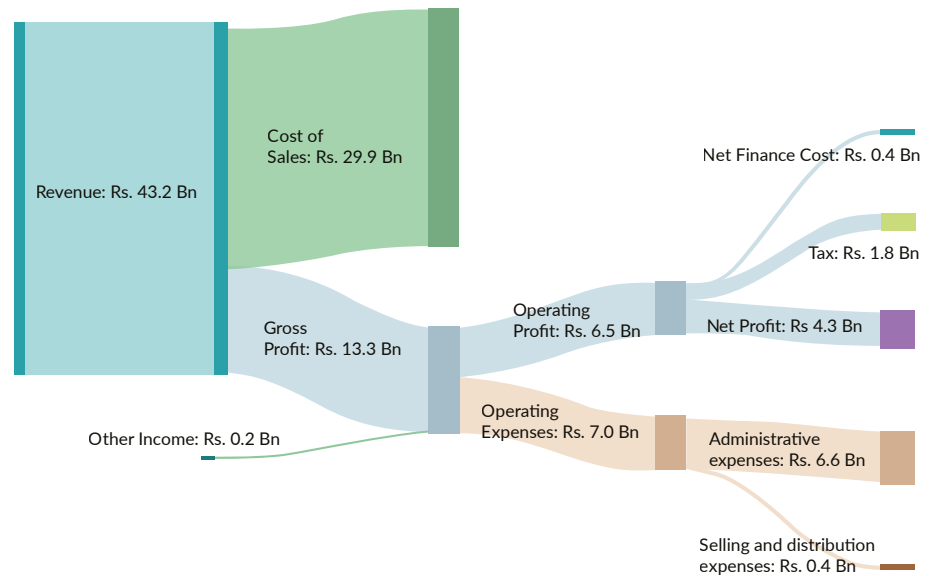 Cost of
Sales: Rs. 29.9 Bn
Net Finance Cost: Rs. 0.4 Bn
Revenue: Rs. 43.2 Bn
Tax: Rs. 1.8 Bn
Operating
Profit: Rs. 6.5 Bn
Net Profit: Rs 4.3 Bn
Gross
Profit: Rs. 13.3 Bn
Other Income: Rs. 0.2 Bn
Operating
Expenses: Rs. 7.0 Bn
Administrative
expenses: Rs. 6.6 Bn
Selling and distribution
expenses: Rs. 0.4 Bn